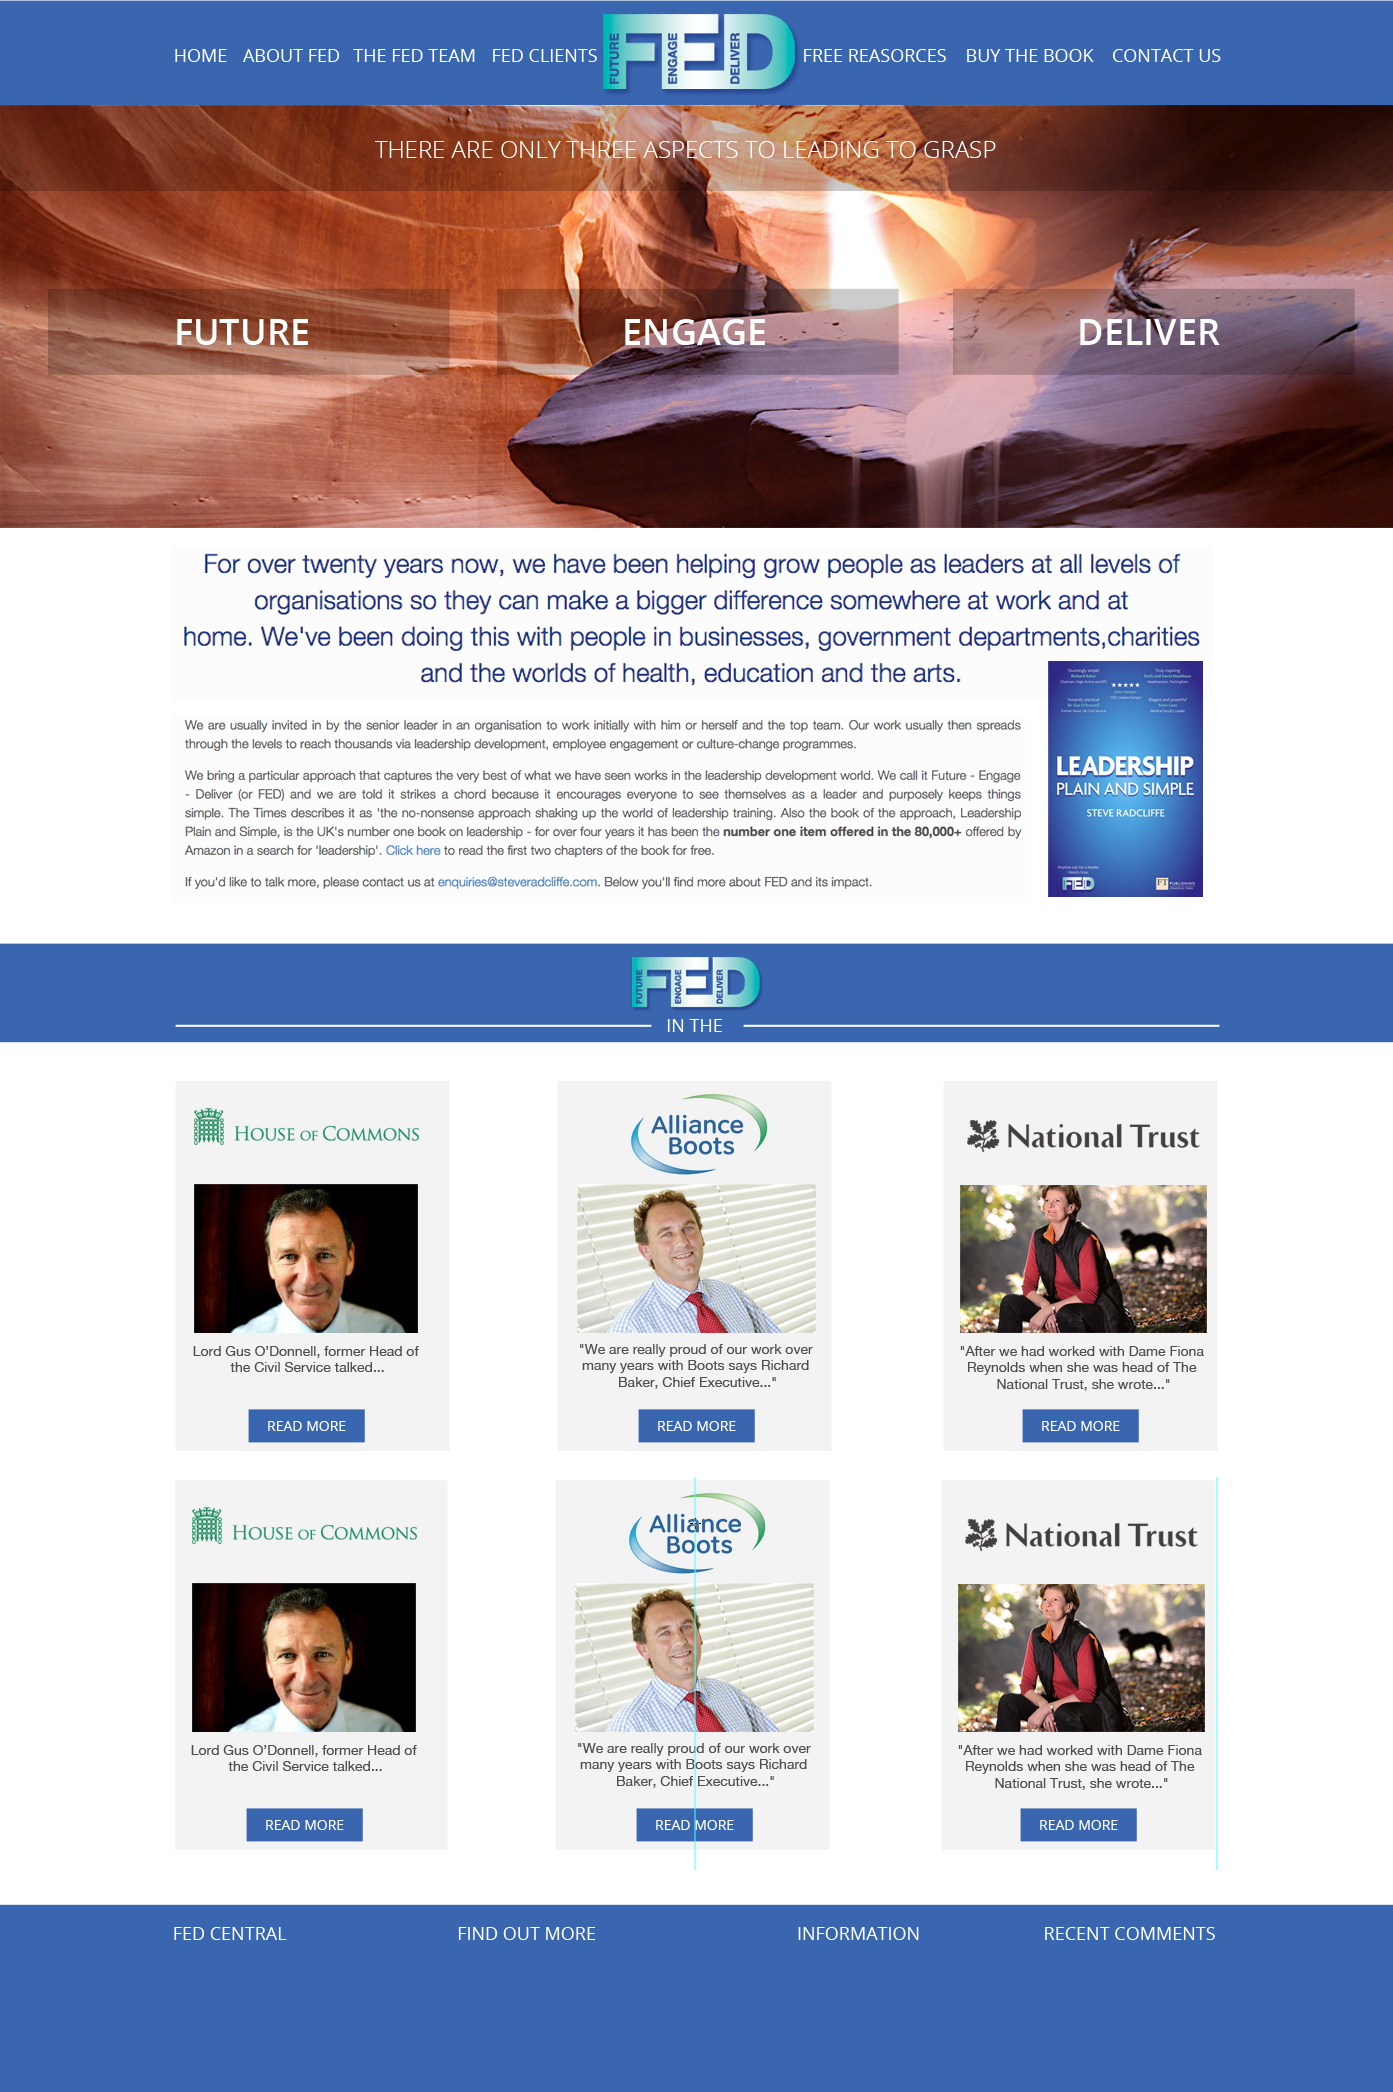 HOME ABOUT FED THE FED TEAM FED CLIENTS FUTURE ENGAGE DELIVER FED FREE REASORCES BUY THE BOOK CONTACT US
THERE ARE ONLY THREE ASPECTS TO LEADING TO GRASP
FUTURE ENGAGE DELIVER
For over twenty years now, we have been helping grow people as leaders at all levels of
organisations so they can make a bigger difference somewhere at work and at
home. We've been doing this with people in businesses, government departments,charities
and the worlds of health, education and the arts.
We are usually invited in by the senior leader in an organisation to work initially with him or herself and the top team. Our work usually then spreads
through the levels to reach thousands via leadership development, employee engagement or culture-change programmes.
We bring a particular approach that captures the very best of what we have seen works in the leadership development world. We call it Future - Engage
- Deliver (or FED) and we are told it strikes a chord because it encourages everyone to see themselves as a leader and purposely keeps things
simple. The Times describes it as 'the no-nonsense approach shaking up the world of leadership training. Also the book of the approach, Leadership
Plain and Simple, is the UK's number one book on leadership - for over four years it has been the number one item offered in the 80,000+ offered by
Amazon in a search for 'leadership'. Click here to read the first two chapters of the book for free.
If you'd like to talk more, please contact us at enquiries@steveradcliffe.com. Below you'll find more about FED and its impact.
LEADERSHIP
PLAIN AND SIMPLE
STEVE RADCLIFFE
FED
FT PUBLISHING
FUTURE ENGAGE DELIVER FED
IN THE
HOUSE OF COMMONS
Lord Gus O'Donnell, former Head of
the Civil Service talked...
READ MORE
Alliance
Boots
"We are really proud of our work over
many years with Boots says Richard
Baker, Chief Executive..."
READ MORE
National Trust
"After we had worked with Dame Fiona
Reynolds when she was head of The
National Trust, she wrote..."
READ MORE
HOUSE OF COMMONS
Lord Gus O'Donnell, former Head of
the Civil Service talked...
READ MORE
Alliance
Boots
"We are really proud of our work over
many years with Boots says Richard
Baker, Chief Executive..."
READ MORE
National Trust
"After we had worked with Dame Fiona
Reynolds when she was head of The
National Trust, she wrote..."
READ MORE
FED CENTRAL FIND OUT MORE INFORMATION RECENT COMMENTS